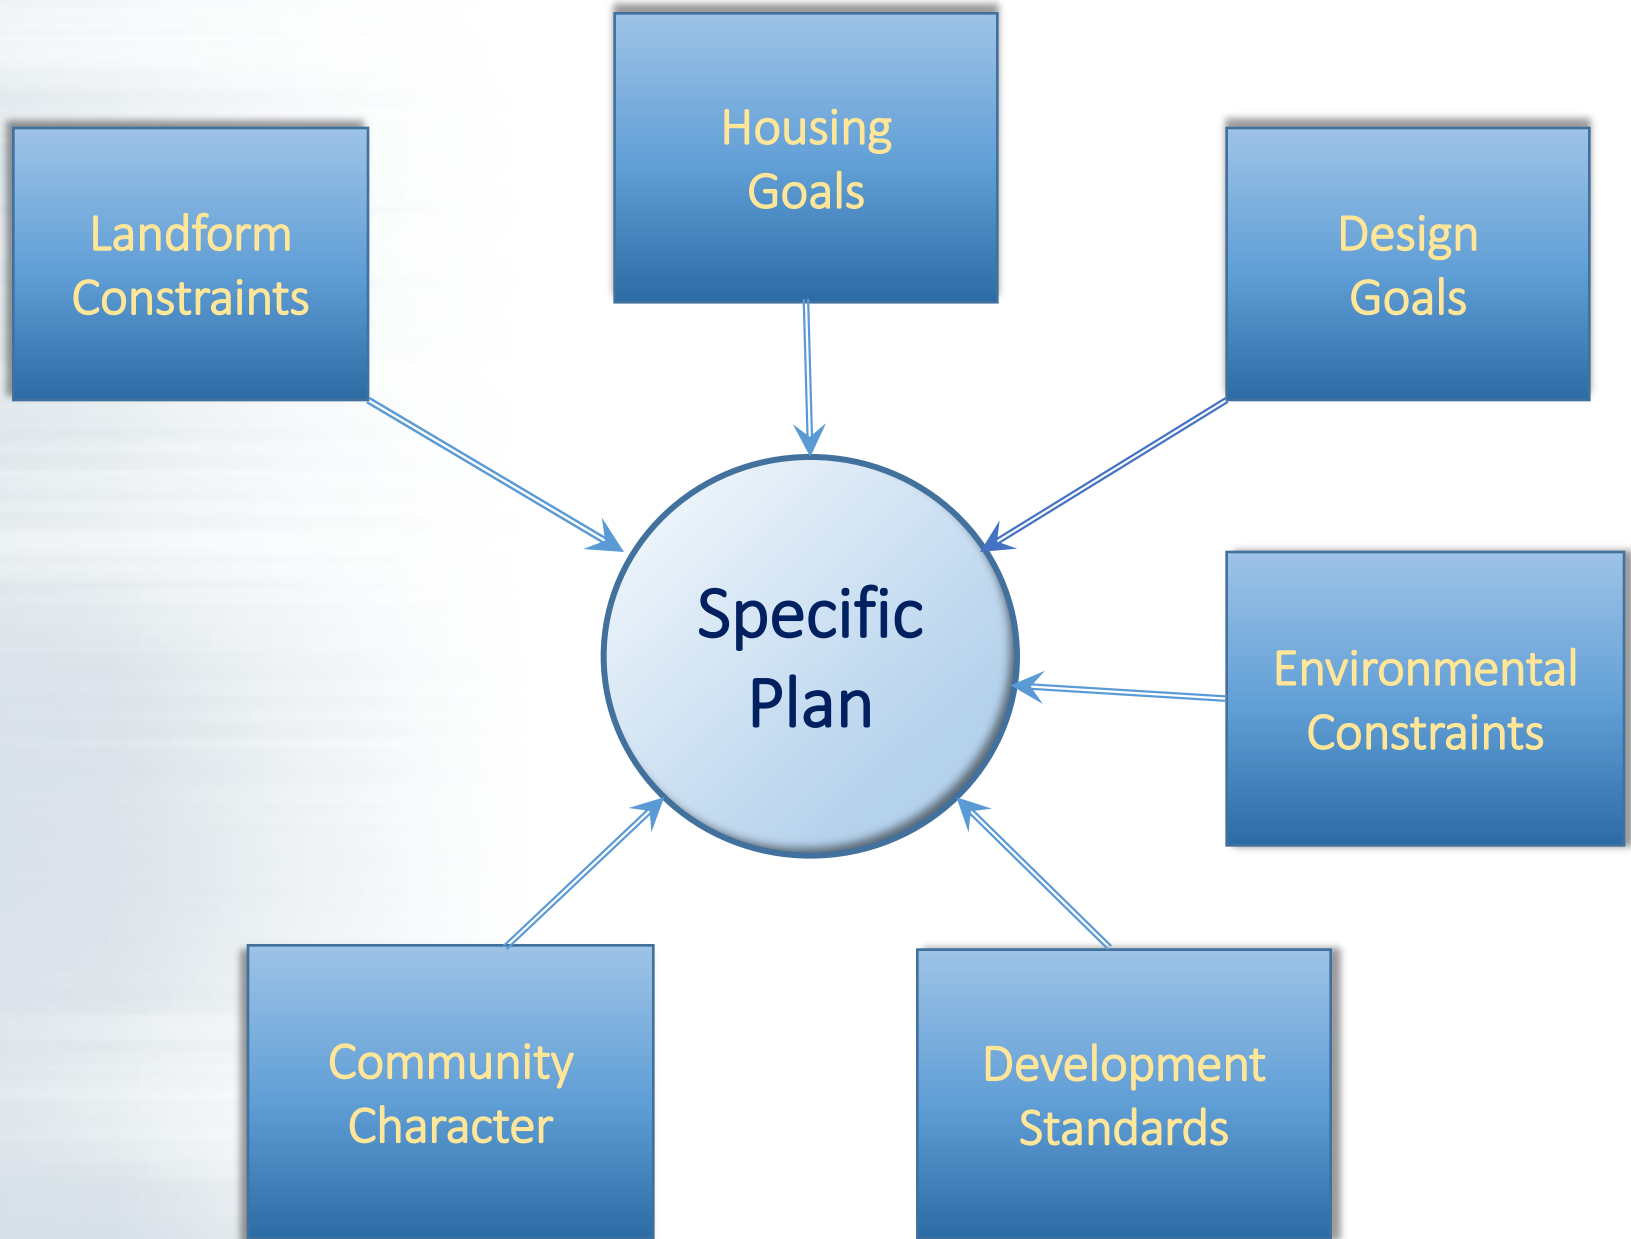 Housing
Goals
Landform
Constraints
Design
Goals
Specific
Plan
Environmental
Constraints
Community
Character
Development
Standards